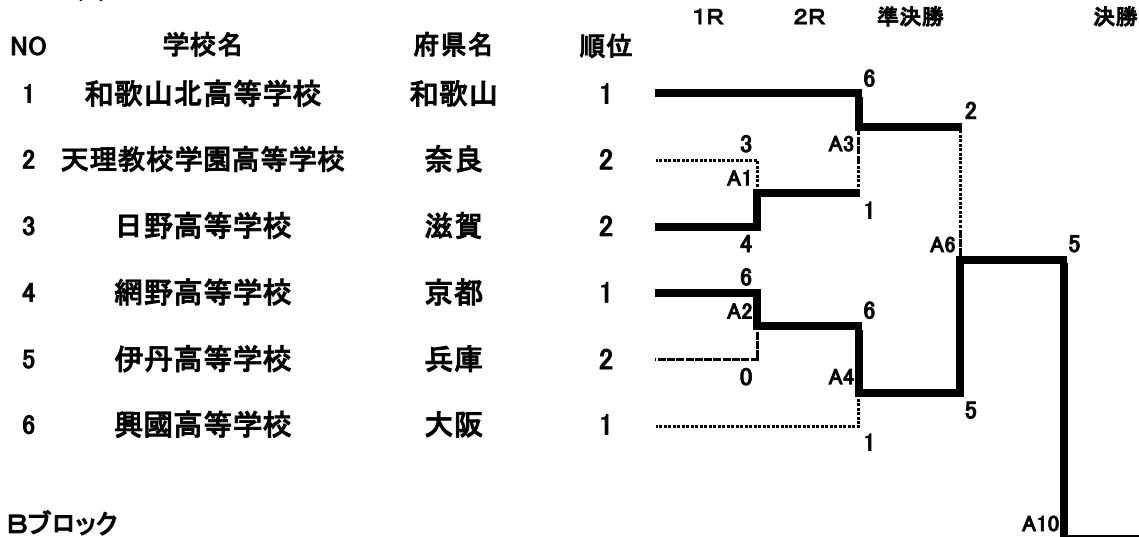 1R 2R 準決勝 決勝
NO 学校名 府県名 順位
1 和歌山北高等学校 和歌山 1 6
2
2 天理教校学園高等学校 奈良 2 3 A3
A1
3 日野高等学校 滋賀 2 4 1
A6 5
4 網野高等学校 京都 1 6
A2 6
5 伊丹高等学校 兵庫 2 0 A4
5
6 興國高等学校 大阪 1 1
Bブロック A10